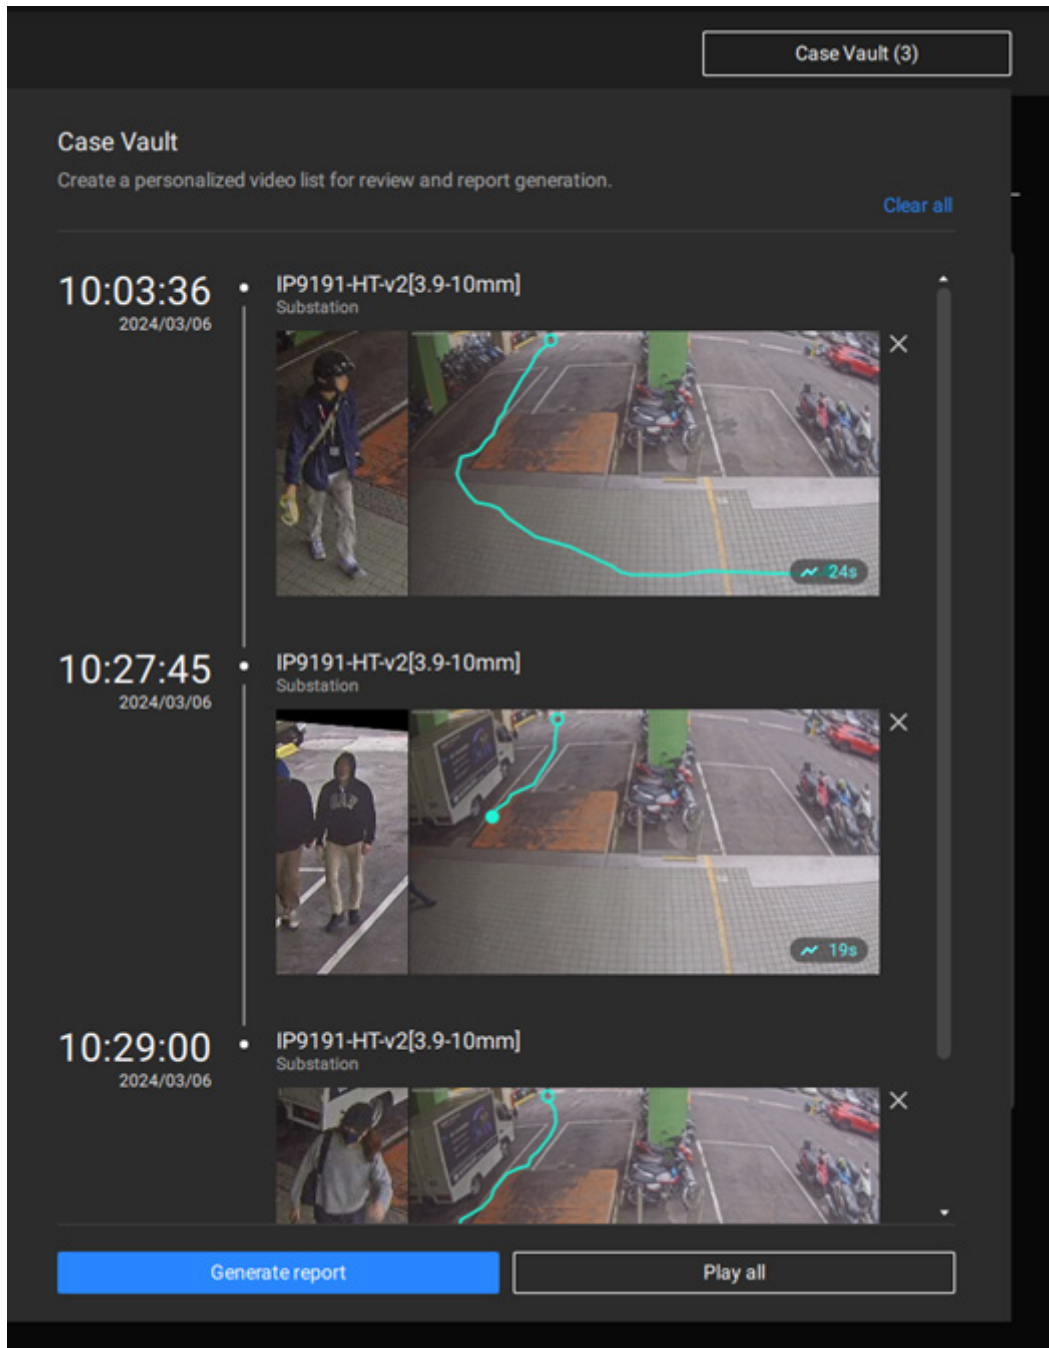 Case Vault (3)
Case Vault
Create a personalized video list for review and report generation.
Clear all
10:03:36
2024/03/06
IP9191-HT-v2[3.9-10mm]
Substation
24s
10:27:45
2024/03/06
IP9191-HT-v2[3.9-10mm]
Substation
19s
10:29:00
2024/03/06
IP9191-HT-v2[3.9-10mm]
Substation
Generate report
Play all